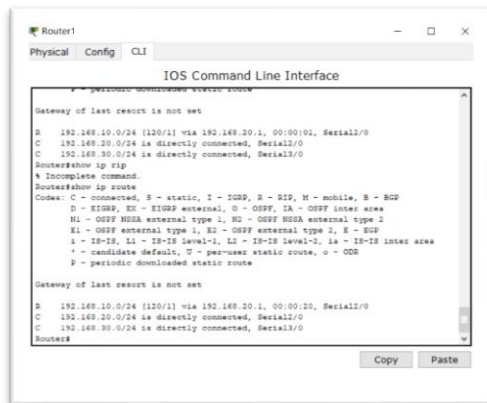 Router1
Physical Config CLI
IOS Command Line Interface
P - periodic downloaded static route
Gateway of last resort is not set
R 192.168.10.0/24 [120/1] via 192.168.20.1, 00:00:01, Serial2/0
C 192.168.20.0/24 is directly connected, Serial2/0
C 192.168.30.0/24 is directly connected, Serial3/0
Router#show ip rip
% Incomplete command.
Router#show ip route
Codes: C - connected, S - static, I - IGRP, R - RIP, M - mobile, B - BGP
D - EIGRP, EX - EIGRP external, O - OSPF, IA - OSPF inter area
N1 - OSPF NSSA external type 1, N2 - OSPF NSSA external type 2
E1 - OSPF external type 1, E2 - OSPF external type 2, E - EGP
i - IS-IS, L1 - IS-IS level-1, L2 - IS-IS level-2, ia - IS-IS inter area
* - candidate default, U - per-user static route, o - ODR
P - periodic downloaded static route
Gateway of last resort is not set
R 192.168.10.0/24 [120/1] via 192.168.20.1, 00:00:20, Serial2/0
C 192.168.20.0/24 is directly connected, Serial2/0
C 192.168.30.0/24 is directly connected, Serial3/0
Router#
Copy Paste